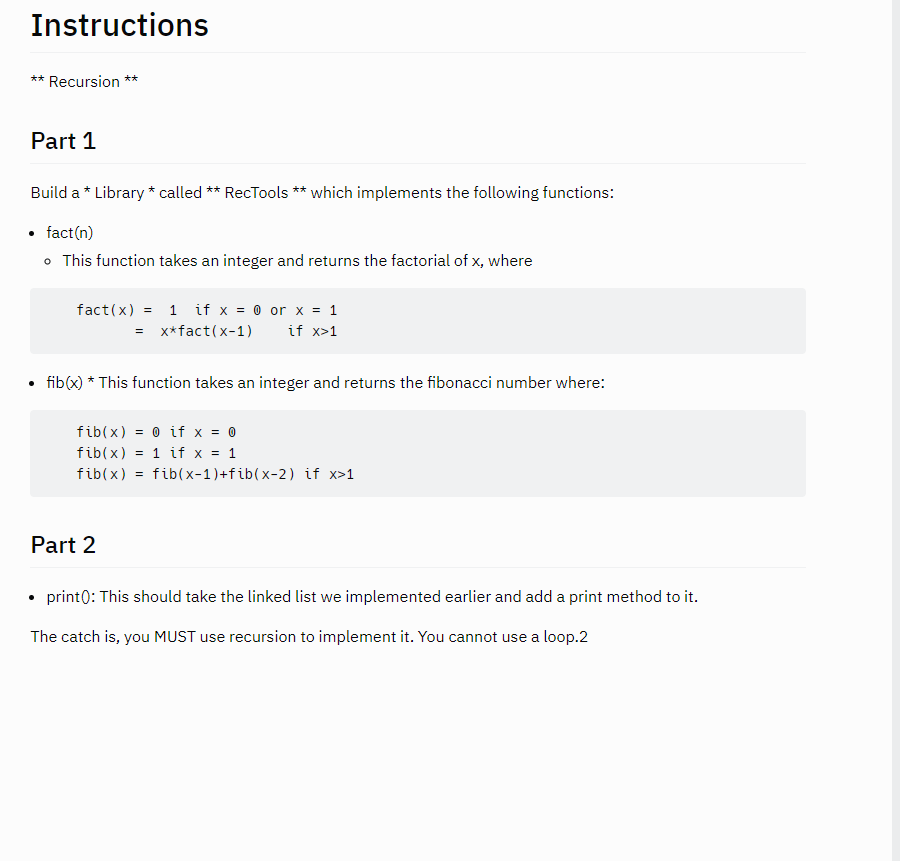 Instructions
** Recursion **
Part 1
Build a * Library * called ** RecTools ** which implements the following functions:
• fact(n)
◦ This function takes an integer and returns the factorial of x, where
fact(x) =  1  if x = 0 or x = 1
=  x*fact(x-1)    if x>1
• fib(x) * This function takes an integer and returns the fibonacci number where:
fib(x) = 0 if x = 0
fib(x) = 1 if x = 1
fib(x) = fib(x-1)+fib(x-2) if x>1
Part 2
• print(): This should take the linked list we implemented earlier and add a print method to it.
The catch is, you MUST use recursion to implement it. You cannot use a loop.2